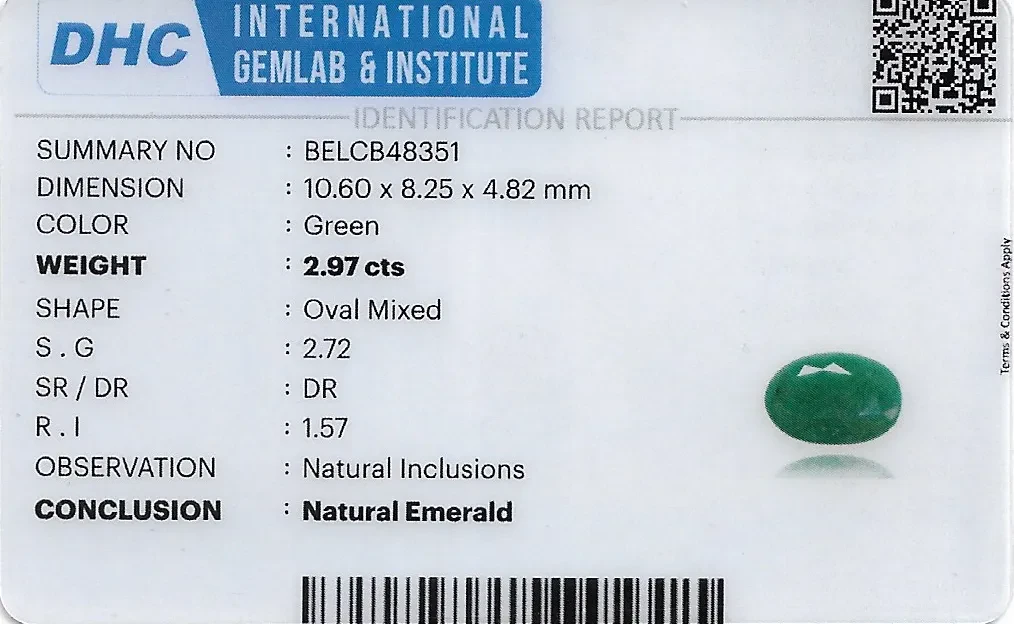 DHC
INTERNATIONAL
GEMLAB & INSTITUTE
IDENTIFICATION REPORT
SUMMARY NO : BELCB48351
DIMENSION : 10.60 x 8.25 x 4.82 mm
COLOR : Green
WEIGHT : 2.97 cts
SHAPE : Oval Mixed
S . G : 2.72
SR / DR : DR
R . I : 1.57
OBSERVATION : Natural Inclusions
CONCLUSION : Natural Emerald
Terms & Conditions Apply